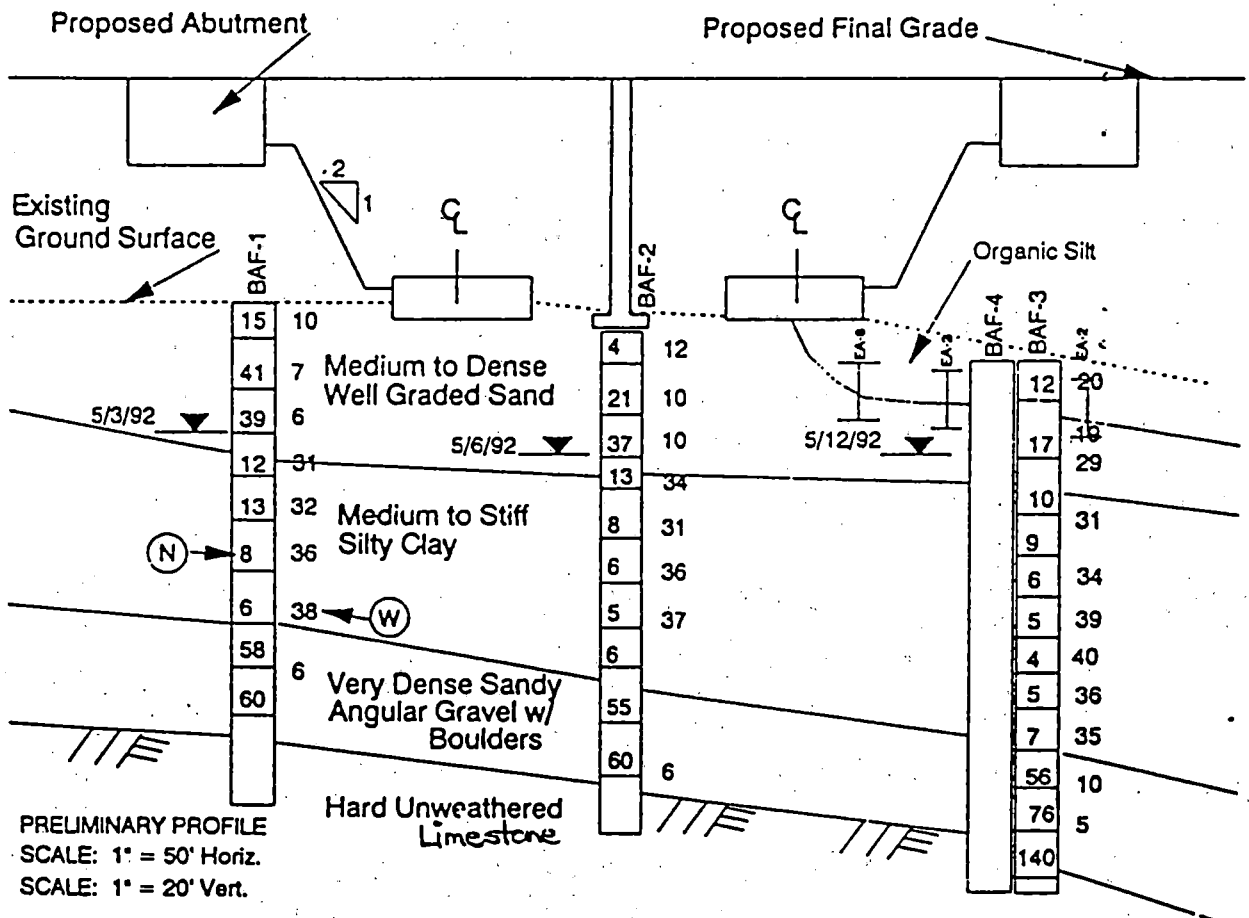 Proposed Abutment
Proposed Final Grade
2
1
Existing
Ground Surface
BAF-1
C L
BAF-2
C L
Organic Silt
BAF-4
BAF-3
EA-2
EA-3
15 10
41 7
39 6
12 31
13 32
8 36
6 38
58
6
60
Medium to Dense
Well Graded Sand
5/3/92
5/6/92
5/12/92
Medium to Stiff
Silty Clay
N
W
Very Dense Sandy
Angular Gravel w/
Boulders
Hard Unweathered
Limestone
4 12
21 10
37 10
13 34
8 31
6 36
5 37
6
55
60 6
12 20
17 19
29
10 31
9
6 34
5 39
4 40
5 36
7 35
56 10
76 5
140
PRELIMINARY PROFILE
SCALE: 1" = 50' Horiz.
SCALE: 1" = 20' Vert.